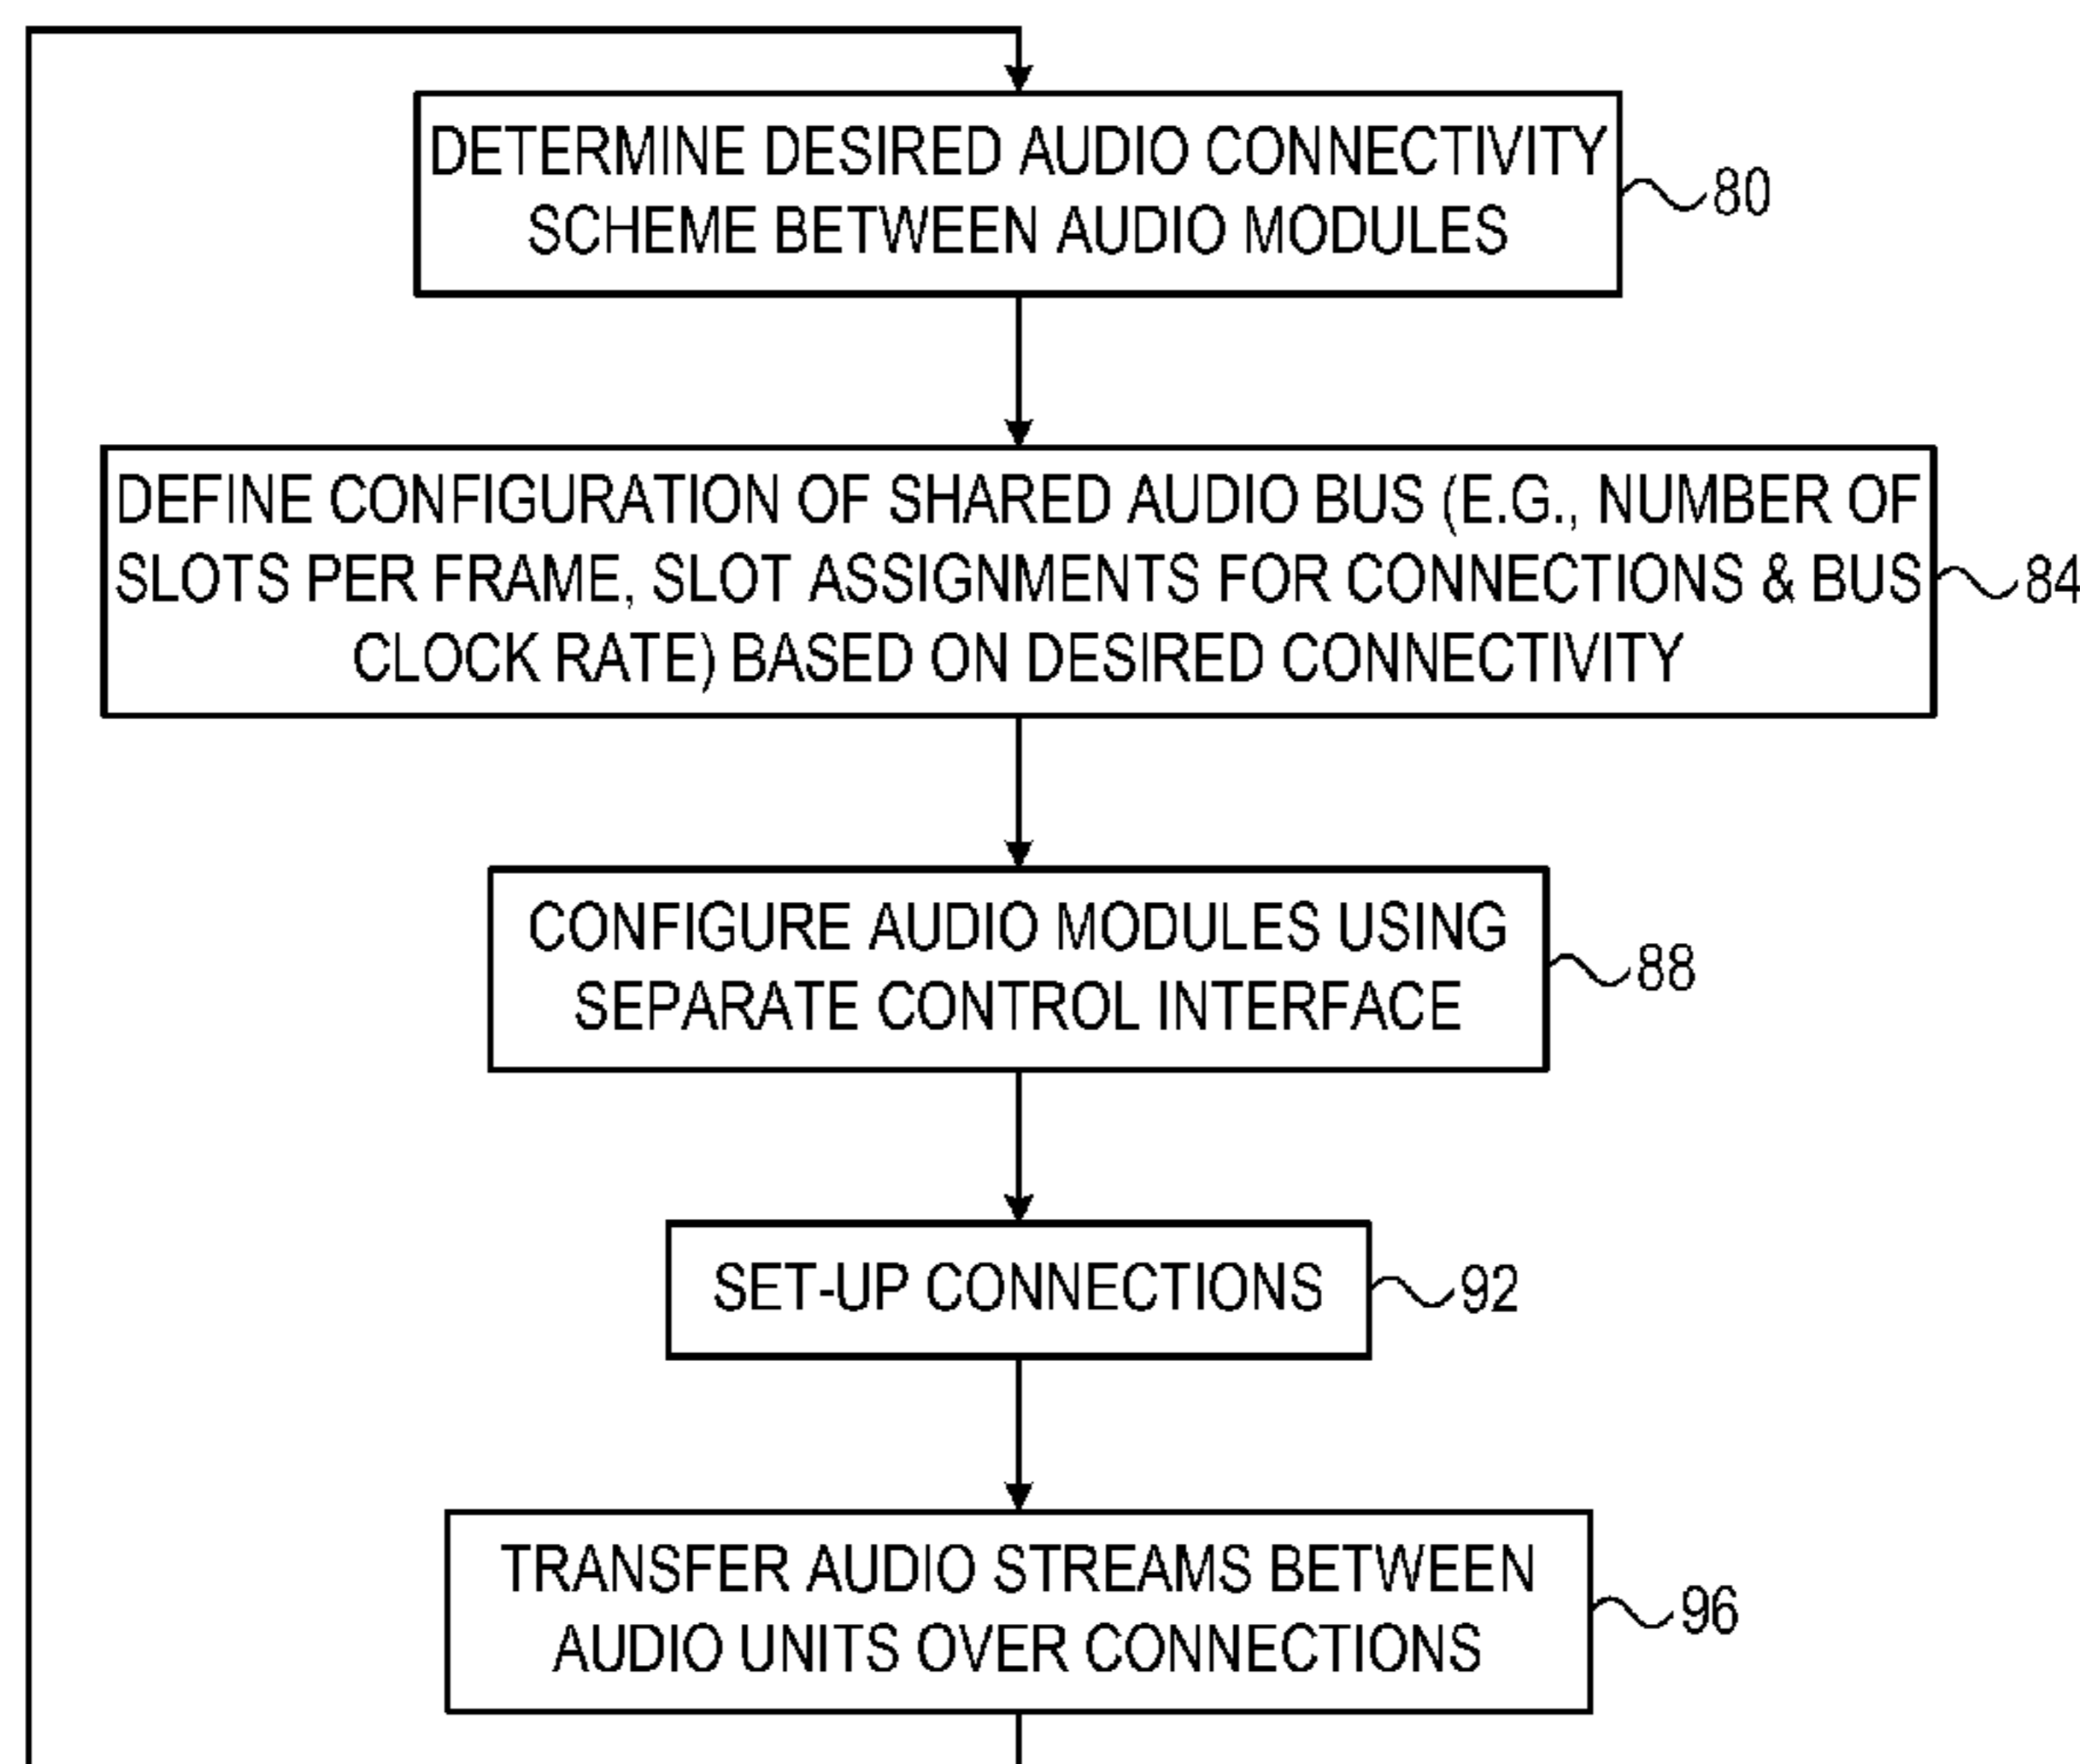 DETERMINE DESIRED AUDIO CONNECTIVITY
SCHEME BETWEEN AUDIO MODULES
80
DEFINE CONFIGURATION OF SHARED AUDIO BUS (E.G., NUMBER OF
SLOTS PER FRAME, SLOT ASSIGNMENTS FOR CONNECTIONS & BUS
CLOCK RATE) BASED ON DESIRED CONNECTIVITY
84
CONFIGURE AUDIO MODULES USING
SEPARATE CONTROL INTERFACE
88
SET-UP CONNECTIONS
92
TRANSFER AUDIO STREAMS BETWEEN
AUDIO UNITS OVER CONNECTIONS
96